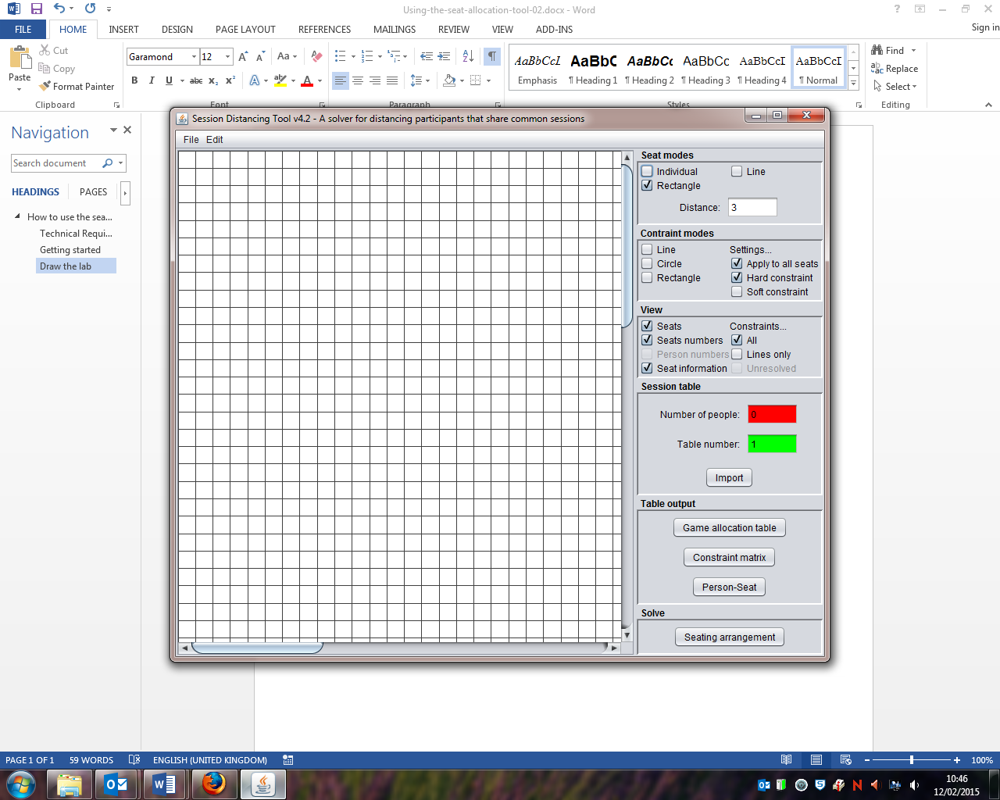 Using-the-seat-allocation-tool-02.docx - Word
FILE HOME INSERT DESIGN PAGE LAYOUT REFERENCES MAILINGS REVIEW VIEW ADD-INS Sign in
Paste
Cut
Copy
Format Painter
Clipboard
Garamond 12
Font
Paragraph
AaBbCcI Emphasis
AaBbC ¶ Heading 1
AaBbCc ¶ Heading 2
AaBbCc ¶ Heading 3
AaBbCcI ¶ Heading 4
AaBbCcI ¶ Normal
Styles
Find
Replace
Select
Editing
Navigation
Search document
HEADINGS PAGES
How to use the sea...
Technical Requi...
Getting started
Draw the lab
Session Distancing Tool v4.2 - A solver for distancing participants that share common sessions
File Edit
Seat modes
Individual Line
Rectangle
Distance: 3
Contraint modes
Line Settings...
Circle Apply to all seats
Rectangle Hard constraint
Soft constraint
View
Seats Constraints...
Seats numbers All
Person numbers Lines only
Seat information Unresolved
Session table
Number of people: 0
Table number: 1
Import
Table output
Game allocation table
Constraint matrix
Person-Seat
Solve
Seating arrangement
PAGE 1 OF 1 59 WORDS ENGLISH (UNITED KINGDOM) 100%
10:46
12/02/2015